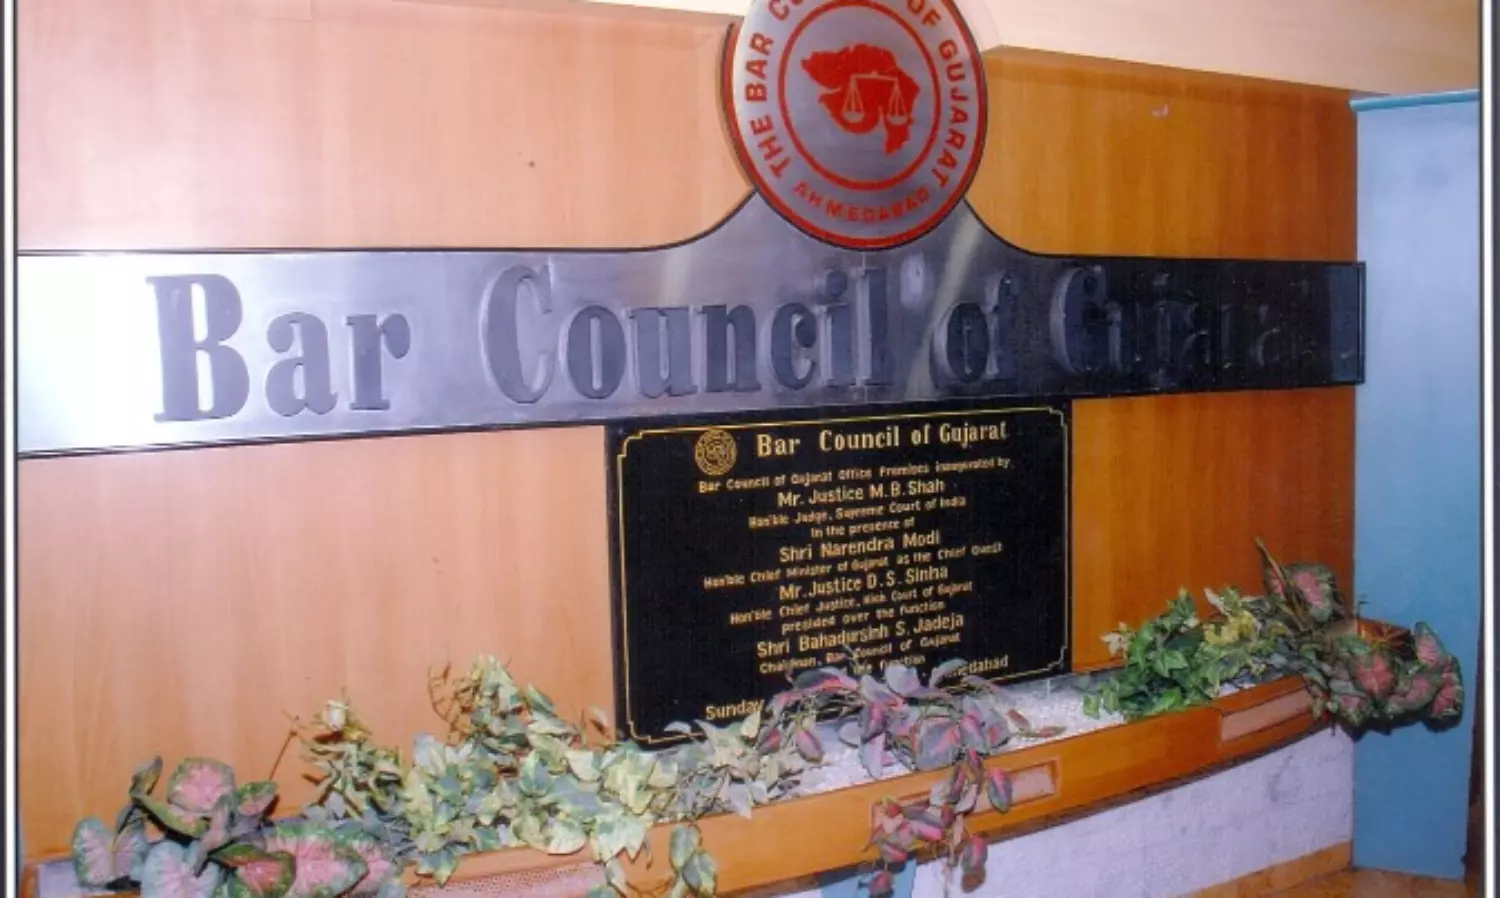 THE BAR COUNCIL OF GUJARAT
AHMEDABAD
Bar Council of Gujarat
Bar Council of Gujarat
Bar Council of Gujarat Office Premises inaugurated by
Mr. Justice M.B. Shah
Hon'ble Judge, Supreme Court of India
In the presence of
Shri Narendra Modi
Hon'ble Chief Minister of Gujarat as the Chief Guest
Mr. Justice D.S. Sinha
Hon'ble Chief Justice, High Court of Gujarat
presided over the function
Shri Bahadursinh S. Jadeja
Chairman, Bar Council of Gujarat
the function
Sunday